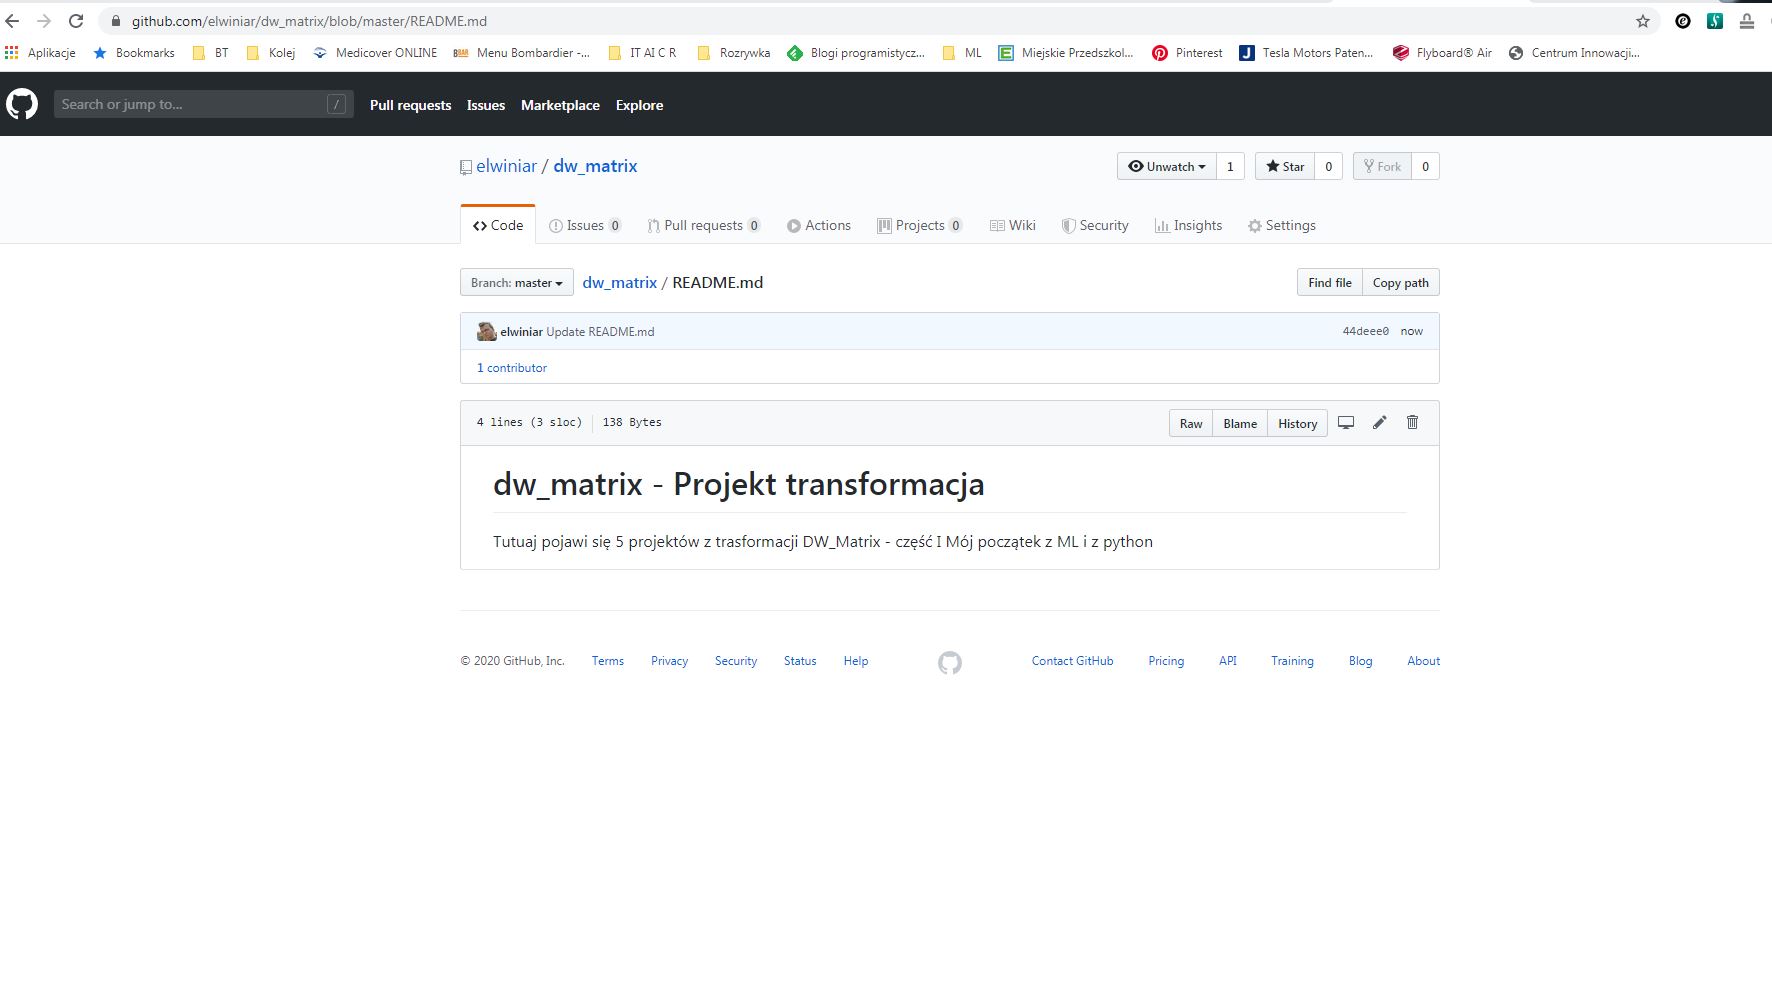 github.com/elwiniar/dw_matrix/blob/master/README.md
Aplikacje Bookmarks BT Kolej Medicover ONLINE Menu Bombardier -... IT AI C R Rozrywka Blogi programistycz... ML Miejskie Przedszkol... Pinterest Tesla Motors Paten... Flyboard® Air Centrum Innowacji...
Search or jump to... / Pull requests Issues Marketplace Explore
elwiniar / dw_matrix Unwatch 1 Star 0 Fork 0
Code Issues 0 Pull requests 0 Actions Projects 0 Wiki Security Insights Settings
Branch: master dw_matrix / README.md Find file Copy path
elwiniar Update README.md 44deee0 now
1 contributor
4 lines (3 sloc) 138 Bytes Raw Blame History
dw_matrix - Projekt transformacja
Tutuaj pojawi się 5 projektów z trasformacji DW_Matrix - część I Mój początek z ML i z python
© 2020 GitHub, Inc. Terms Privacy Security Status Help Contact GitHub Pricing API Training Blog About